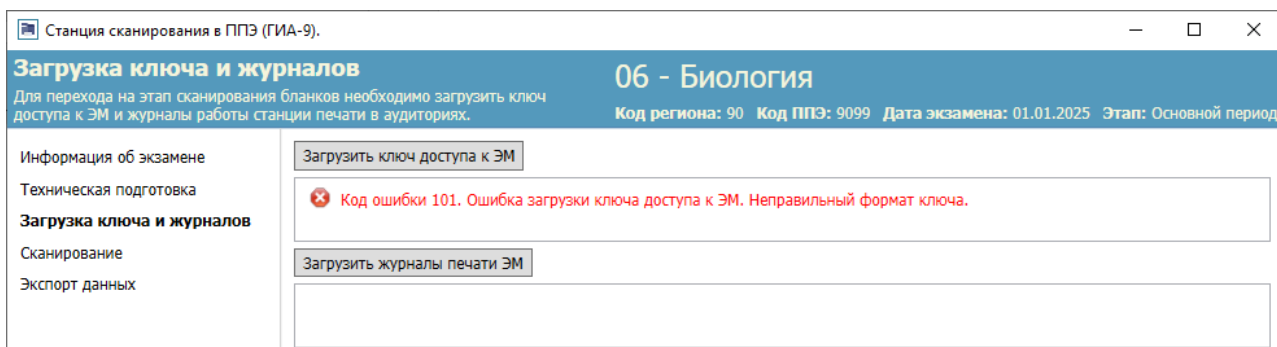 Станция сканирования в ППЭ (ГИА-9).
Загрузка ключа и журналов
Для перехода на этап сканирования бланков необходимо загрузить ключ
доступа к ЭМ и журналы работы станции печати в аудиториях.
06 - Биология
Код региона: 90 Код ППЭ: 9099 Дата экзамена: 01.01.2025 Этап: Основной период
Информация об экзамене
Техническая подготовка
Загрузка ключа и журналов
Сканирование
Экспорт данных
Загрузить ключ доступа к ЭМ
Код ошибки 101. Ошибка загрузки ключа доступа к ЭМ. Неправильный формат ключа.
Загрузить журналы печати ЭМ